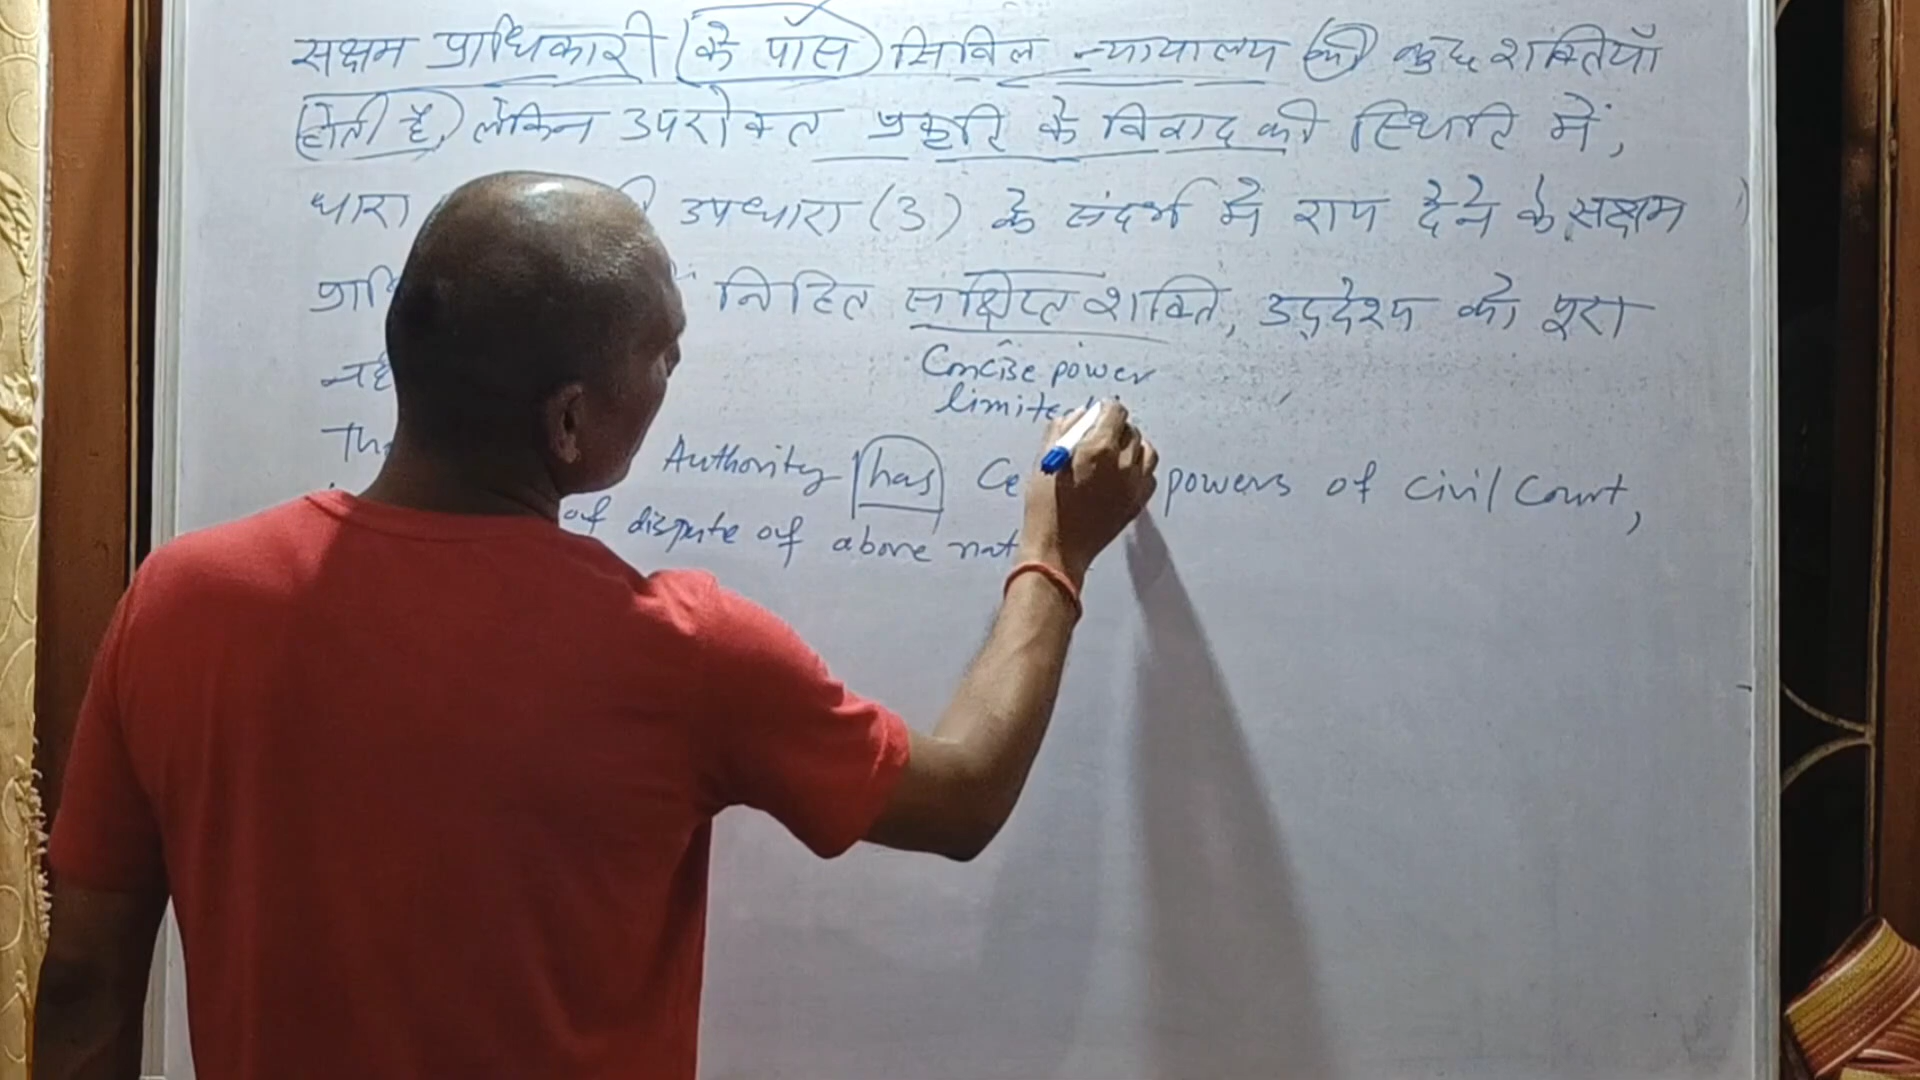 सक्षम प्राधिकारी (के पास) सिविल न्यायालय की कुछ शक्तियाँ
होती है, लेकिन उपरोक्त प्रकृति के विवाद की स्थिति में,
धारा उपधारा (3) के संदर्भ में राय देने के सक्षम
निहित संक्षिप्त शक्ति, उद्देश्य को पूरा
Concise power
limited
Authority has powers of civil Court,
of dispute of above